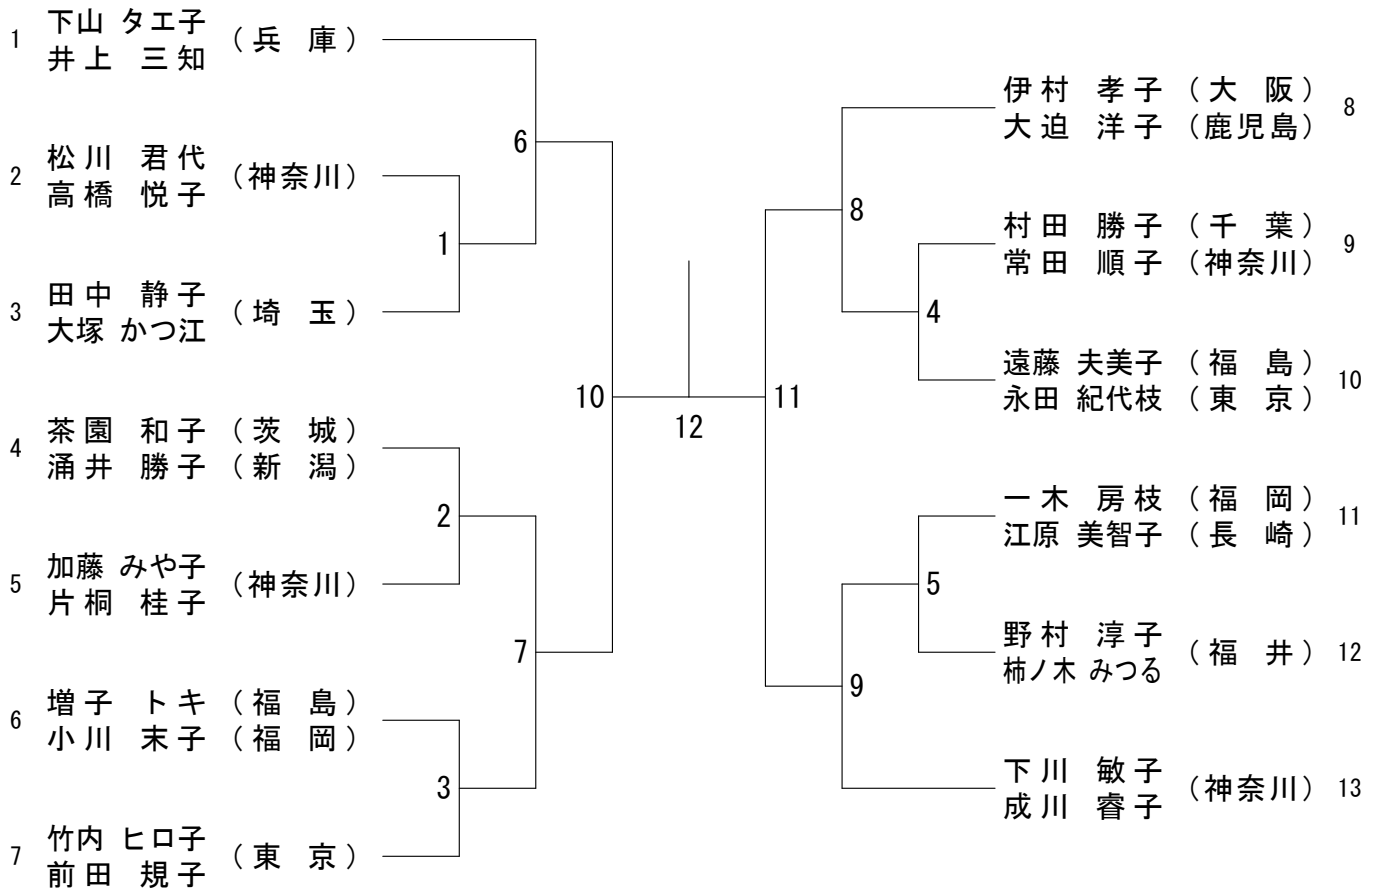 1 下山 タエ子 (兵 庫)
井上 三知
2 松川 君代 (神奈川)
高橋 悦子
3 田中 静子 (埼 玉)
大塚 かつ江
4 茶園 和子 (茨 城)
涌井 勝子 (新 潟)
5 加藤 みや子 (神奈川)
片桐 桂子
6 増子 トキ (福 島)
小川 末子 (福 岡)
7 竹内 ヒロ子 (東 京)
前田 規子
6
1
2
7
3
10
12
11
8
4
5
9
伊村 孝子 (大 阪) 8
大迫 洋子 (鹿児島)
村田 勝子 (千 葉) 9
常田 順子 (神奈川)
遠藤 夫美子 (福 島) 10
永田 紀代枝 (東 京)
一木 房枝 (福 岡) 11
江原 美智子 (長 崎)
野村 淳子 (福 井) 12
柿ノ木 みつる
下川 敏子 (神奈川) 13
成川 睿子